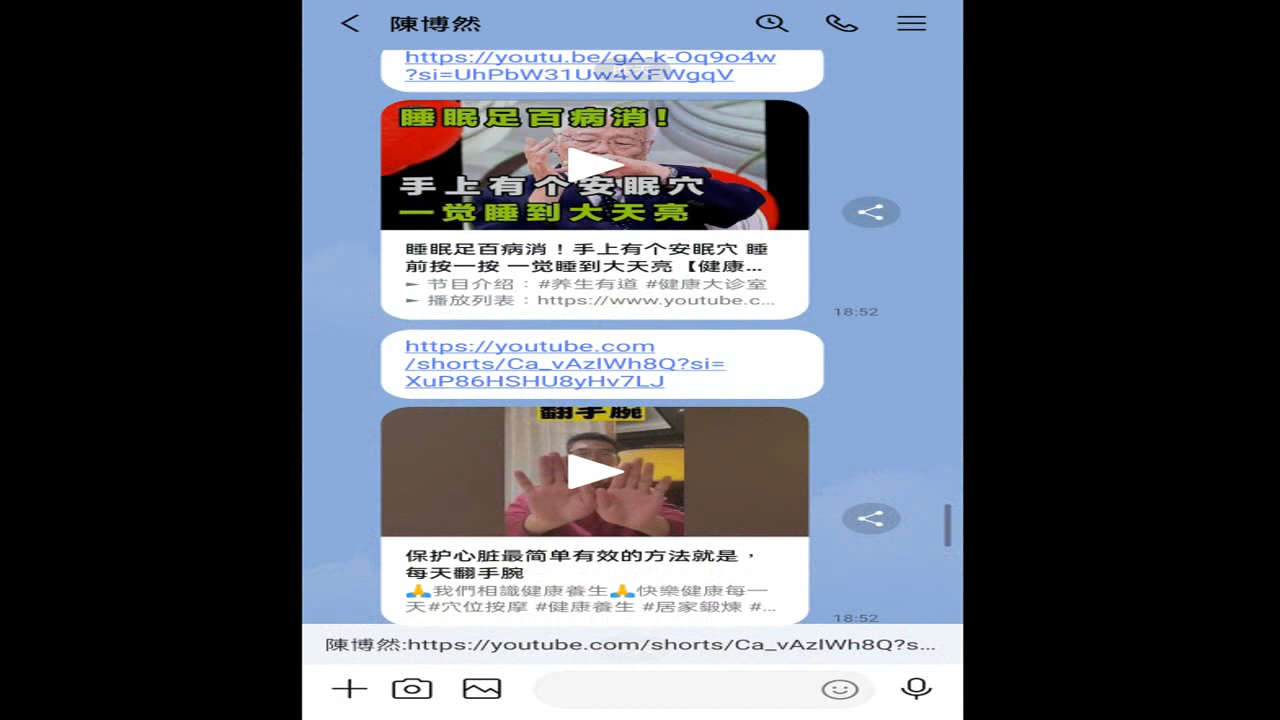 陳博然
https://youtu.be/gA-k-Oq9o4w
?si=UhPbW31Uw4VFWgqV
睡眠足百病消！
手上有个安眠穴
一觉睡到大天亮
睡眠足百病消！手上有个安眠穴 睡
前按一按 一觉睡到大天亮 【健康...
► 节目介绍：#养生有道 #健康大诊室
► 播放列表：https://www.youtube.c...
18:52
https://youtube.com
/shorts/Ca_vAzlWh8Q?si=
XuP86HSHU8yHv7LJ
翻手腕
保护心脏最简单有效的方法就是，
每天翻手腕
🙏我們相識健康養生🙏快樂健康每一
天#穴位按摩 #健康養生 #居家鍛煉 #...
18:52
陳博然:https://youtube.com/shorts/Ca_vAzlWh8Q?s...